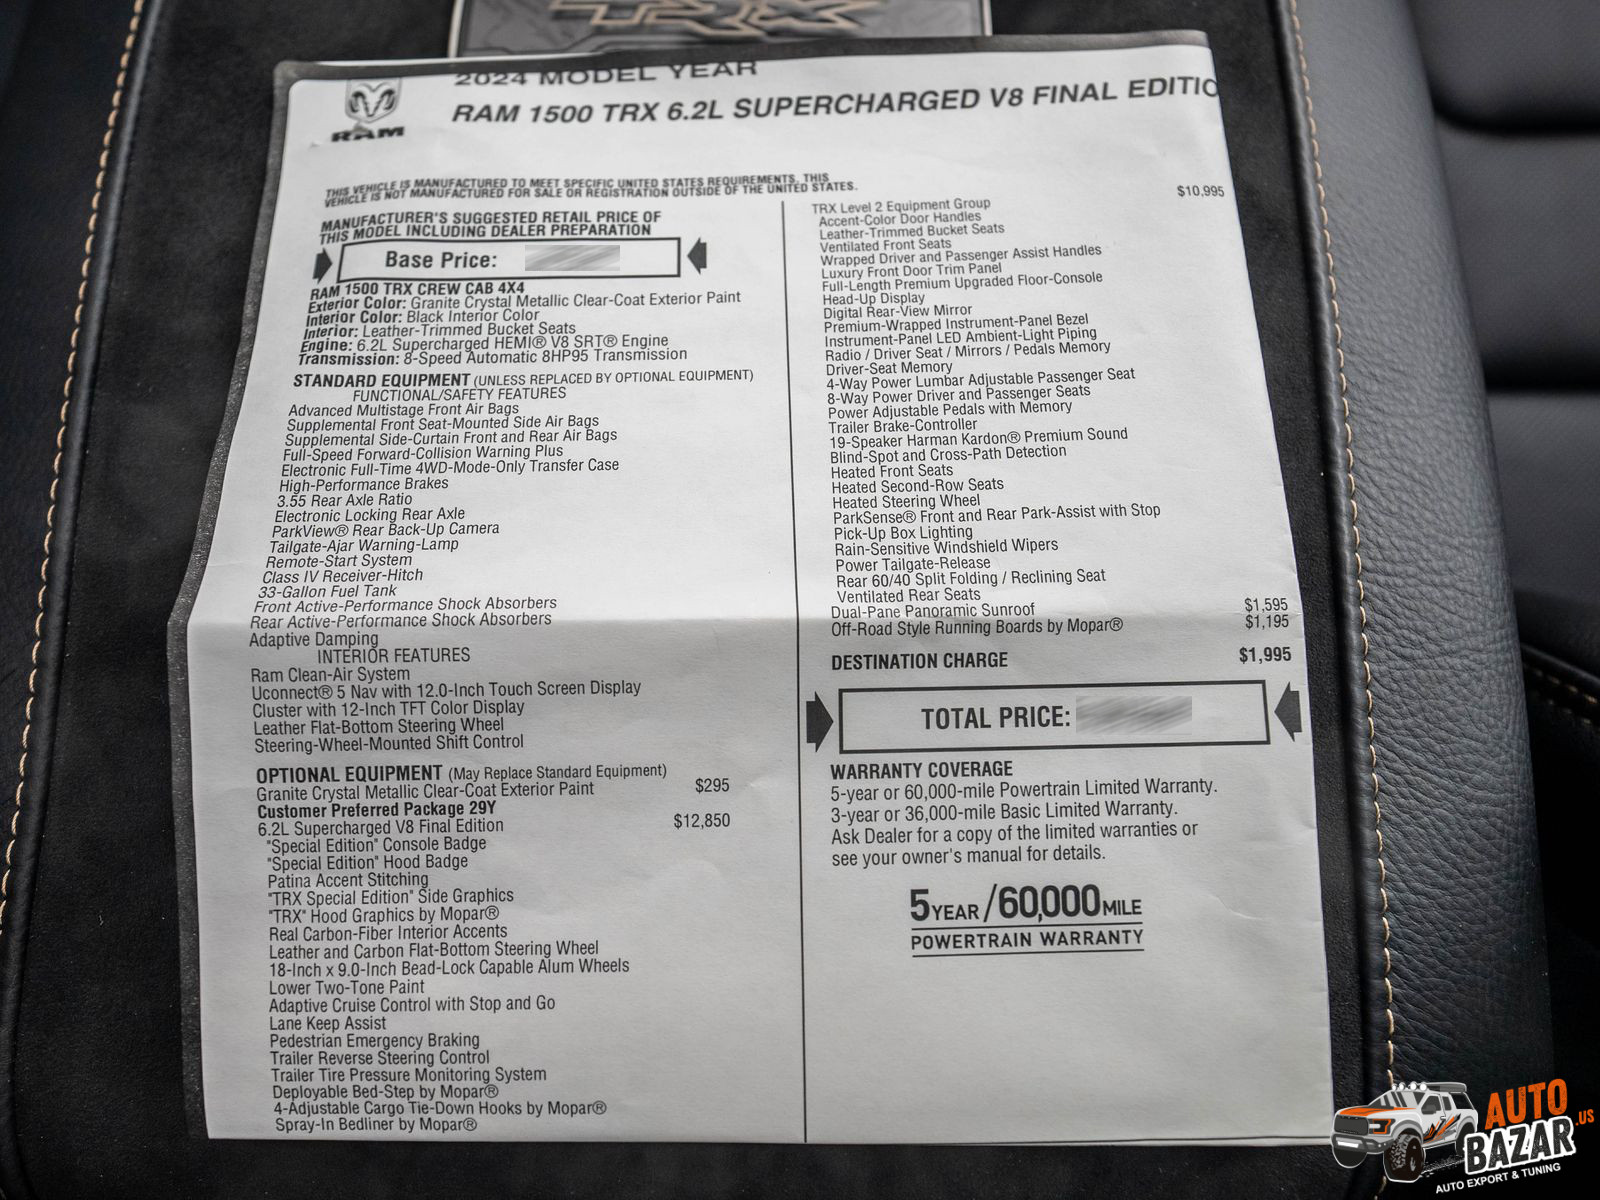 TRX
2024 MODEL YEAR
RAM 1500 TRX 6.2L SUPERCHARGED V8 FINAL EDITIO
RAM
THIS VEHICLE IS MANUFACTURED TO MEET SPECIFIC UNITED STATES REQUIREMENTS. THIS
VEHICLE IS NOT MANUFACTURED FOR SALE OR REGISTRATION OUTSIDE OF THE UNITED STATES.
MANUFACTURER'S SUGGESTED RETAIL PRICE OF
THIS MODEL INCLUDING DEALER PREPARATION
Base Price:
RAM 1500 TRX CREW CAB 4X4
Exterior Color: Granite Crystal Metallic Clear-Coat Exterior Paint
Interior Color: Black Interior Color
Interior: Leather-Trimmed Bucket Seats
Engine: 6.2L Supercharged HEMI® V8 SRT® Engine
Transmission: 8-Speed Automatic 8HP95 Transmission
STANDARD EQUIPMENT (UNLESS REPLACED BY OPTIONAL EQUIPMENT)
FUNCTIONAL/SAFETY FEATURES
Advanced Multistage Front Air Bags
Supplemental Front Seat-Mounted Side Air Bags
Supplemental Side-Curtain Front and Rear Air Bags
Full-Speed Forward-Collision Warning Plus
Electronic Full-Time 4WD-Mode-Only Transfer Case
High-Performance Brakes
3.55 Rear Axle Ratio
Electronic Locking Rear Axle
ParkView® Rear Back-Up Camera
Tailgate-Ajar Warning-Lamp
Remote-Start System
Class IV Receiver-Hitch
33-Gallon Fuel Tank
Front Active-Performance Shock Absorbers
Rear Active-Performance Shock Absorbers
Adaptive Damping
INTERIOR FEATURES
Ram Clean-Air System
Uconnect® 5 Nav with 12.0-Inch Touch Screen Display
Cluster with 12-Inch TFT Color Display
Leather Flat-Bottom Steering Wheel
Steering-Wheel-Mounted Shift Control
OPTIONAL EQUIPMENT (May Replace Standard Equipment)
Granite Crystal Metallic Clear-Coat Exterior Paint $295
Customer Preferred Package 29Y
6.2L Supercharged V8 Final Edition $12,850
"Special Edition" Console Badge
"Special Edition" Hood Badge
Patina Accent Stitching
"TRX Special Edition" Side Graphics
"TRX" Hood Graphics by Mopar®
Real Carbon-Fiber Interior Accents
Leather and Carbon Flat-Bottom Steering Wheel
18-Inch x 9.0-Inch Bead-Lock Capable Alum Wheels
Lower Two-Tone Paint
Adaptive Cruise Control with Stop and Go
Lane Keep Assist
Pedestrian Emergency Braking
Trailer Reverse Steering Control
Trailer Tire Pressure Monitoring System
Deployable Bed-Step by Mopar®
4-Adjustable Cargo Tie-Down Hooks by Mopar®
Spray-In Bedliner by Mopar®
TRX Level 2 Equipment Group $10,995
Accent-Color Door Handles
Leather-Trimmed Bucket Seats
Ventilated Front Seats
Wrapped Driver and Passenger Assist Handles
Luxury Front Door Trim Panel
Full-Length Premium Upgraded Floor-Console
Head-Up Display
Digital Rear-View Mirror
Premium-Wrapped Instrument-Panel Bezel
Instrument-Panel LED Ambient-Light Piping
Radio / Driver Seat / Mirrors / Pedals Memory
Driver-Seat Memory
4-Way Power Lumbar Adjustable Passenger Seat
8-Way Power Driver and Passenger Seats
Power Adjustable Pedals with Memory
Trailer Brake-Controller
19-Speaker Harman Kardon® Premium Sound
Blind-Spot and Cross-Path Detection
Heated Front Seats
Heated Second-Row Seats
Heated Steering Wheel
ParkSense® Front and Rear Park-Assist with Stop
Pick-Up Box Lighting
Rain-Sensitive Windshield Wipers
Power Tailgate-Release
Rear 60/40 Split Folding / Reclining Seat
Ventilated Rear Seats
Dual-Pane Panoramic Sunroof $1,595
Off-Road Style Running Boards by Mopar® $1,195
DESTINATION CHARGE $1,995
TOTAL PRICE:
WARRANTY COVERAGE
5-year or 60,000-mile Powertrain Limited Warranty.
3-year or 36,000-mile Basic Limited Warranty.
Ask Dealer for a copy of the limited warranties or
see your owner's manual for details.
5 YEAR/60,000 MILE
POWERTRAIN WARRANTY
AUTO
BAZAR.US
AUTO EXPORT & TUNING